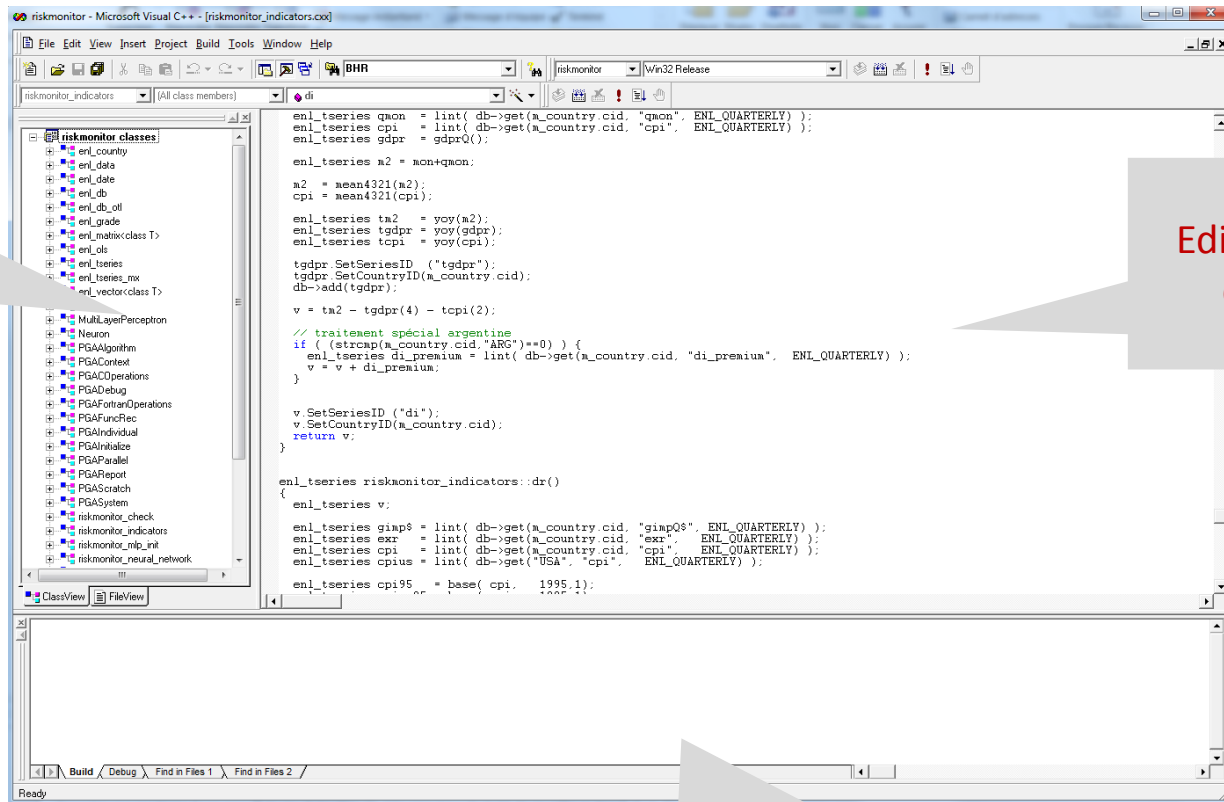 riskmonitor - Microsoft Visual C++ - [riskmonitor_indicators.cxx]
File Edit View Insert Project Build Tools Window Help
BHR riskmonitor Win32 Release
riskmonitor_indicators (All class members) di
riskmonitor classes
enl_country
enl_data
enl_date
enl_db
enl_db_otl
enl_grade
enl_matrix<class T>
enl_ols
enl_tseries
enl_tseries_mx
enl_vector<class T>
MultiLayerPerceptron
Neuron
PGAAlgorithm
PGAContext
PGACOperations
PGADebug
PGAFortranOperations
PGAFuncRec
PGAIndividual
PGAInitialize
PGAParallel
PGAReport
PGAScratch
PGASystem
riskmonitor_check
riskmonitor_indicators
riskmonitor_mlp_init
riskmonitor_neural_network
ClassView FileView
enl_tseries qmon = lint( db->get(m_country.cid, "qmon", ENL_QUARTERLY) );
enl_tseries cpi = lint( db->get(m_country.cid, "cpi", ENL_QUARTERLY) );
enl_tseries gdpr = gdprQ();
enl_tseries m2 = mon+qmon;
m2 = mean4321(m2);
cpi = mean4321(cpi);
enl_tseries tm2 = yoy(m2);
enl_tseries tgdpr = yoy(gdpr);
enl_tseries tcpi = yoy(cpi);
tgdpr.SetSeriesID ("tgdpr");
tgdpr.SetCountryID(m_country.cid);
db->add(tgdpr);
v = tm2 - tgdpr(4) - tcpi(2);
// traitement spécial argentine
if ( (strcmp(m_country.cid,"ARG")==0) ) {
enl_tseries di_premium = lint( db->get(m_country.cid, "di_premium", ENL_QUARTERLY) );
v = v + di_premium;
}
v.SetSeriesID ("di");
v.SetCountryID(m_country.cid);
return v;
}
enl_tseries riskmonitor_indicators::dr()
{
enl_tseries v;
enl_tseries gimp$ = lint( db->get(m_country.cid, "gimpQ$", ENL_QUARTERLY) );
enl_tseries exr = lint( db->get(m_country.cid, "exr", ENL_QUARTERLY) );
enl_tseries cpi = lint( db->get(m_country.cid, "cpi", ENL_QUARTERLY) );
enl_tseries cpius = lint( db->get("USA", "cpi", ENL_QUARTERLY) );
enl_tseries cpi95 = base( cpi, 1995,1);
Edi
Build Debug Find in Files 1 Find in Files 2
Ready